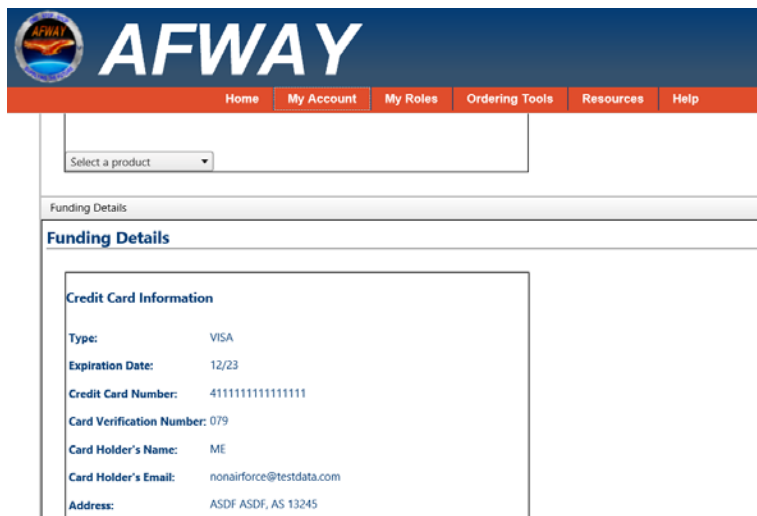 AFWAY
AFWAY
Home My Account My Roles Ordering Tools Resources Help
Select a product
Funding Details
Funding Details
Credit Card Information
Type: VISA
Expiration Date: 12/23
Credit Card Number: 4111111111111111
Card Verification Number: 079
Card Holder's Name: ME
Card Holder's Email: nonairforce@testdata.com
Address: ASDF ASDF, AS 13245